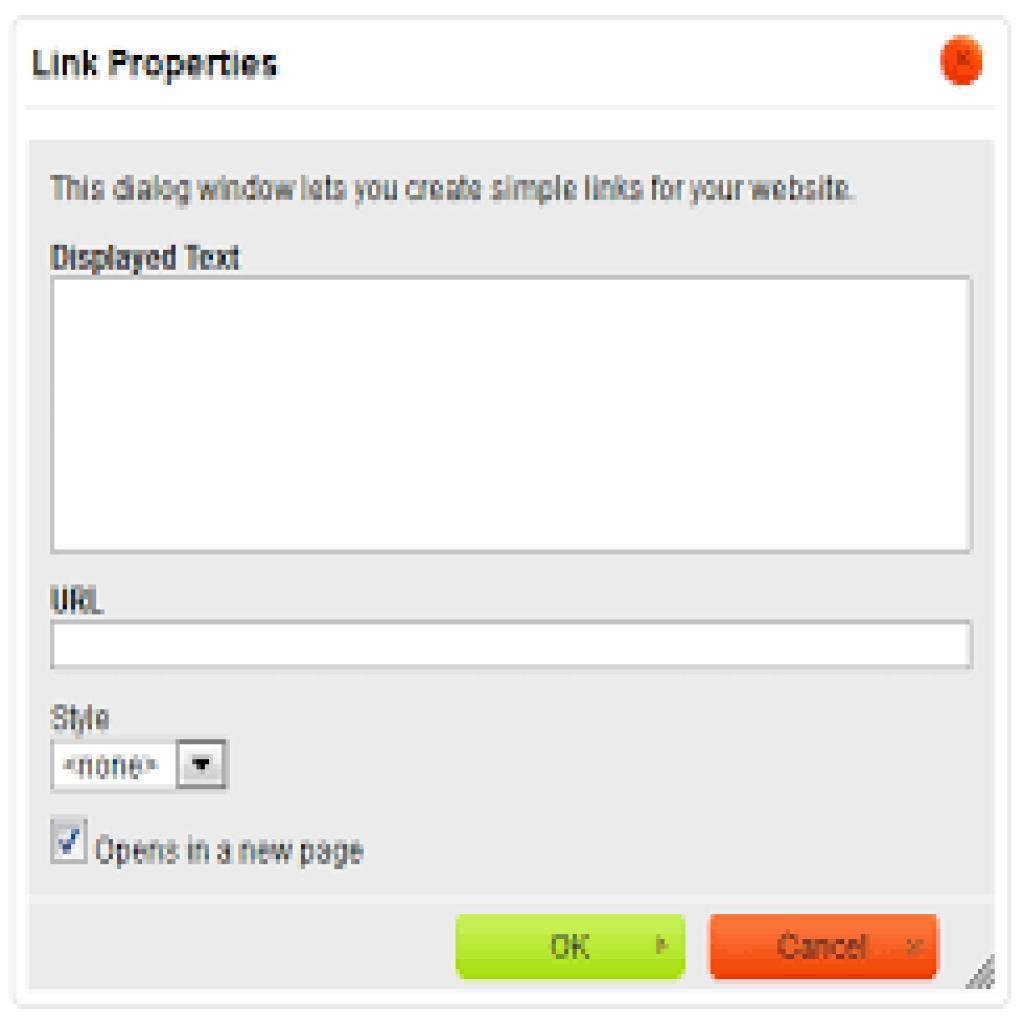 Link Properties
This dialog window lets you create simple links for your website.
Displayed Text
URL
Style
<none>
Opens in a new page
OK
Cancel